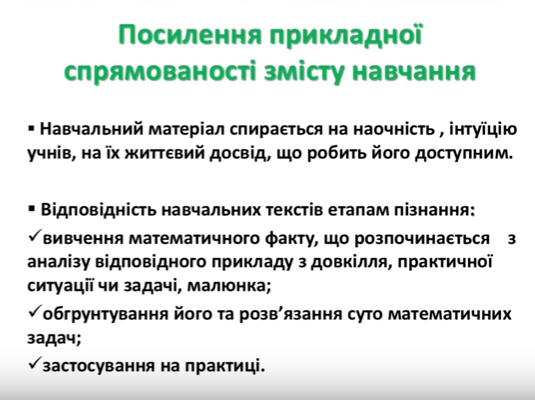 Посилення прикладної
спрямованості змісту навчання
▪ Навчальний матеріал спирається на наочність , інтуїцію
учнів, на їх життєвий досвід, що робить його доступним.
▪ Відповідність навчальних текстів етапам пізнання:
✓вивчення математичного факту, що розпочинається з
аналізу відповідного прикладу з довкілля, практичної
ситуації чи задачі, малюнка;
✓обгрунтування його та розв’язання суто математичних
задач;
✓застосування на практиці.